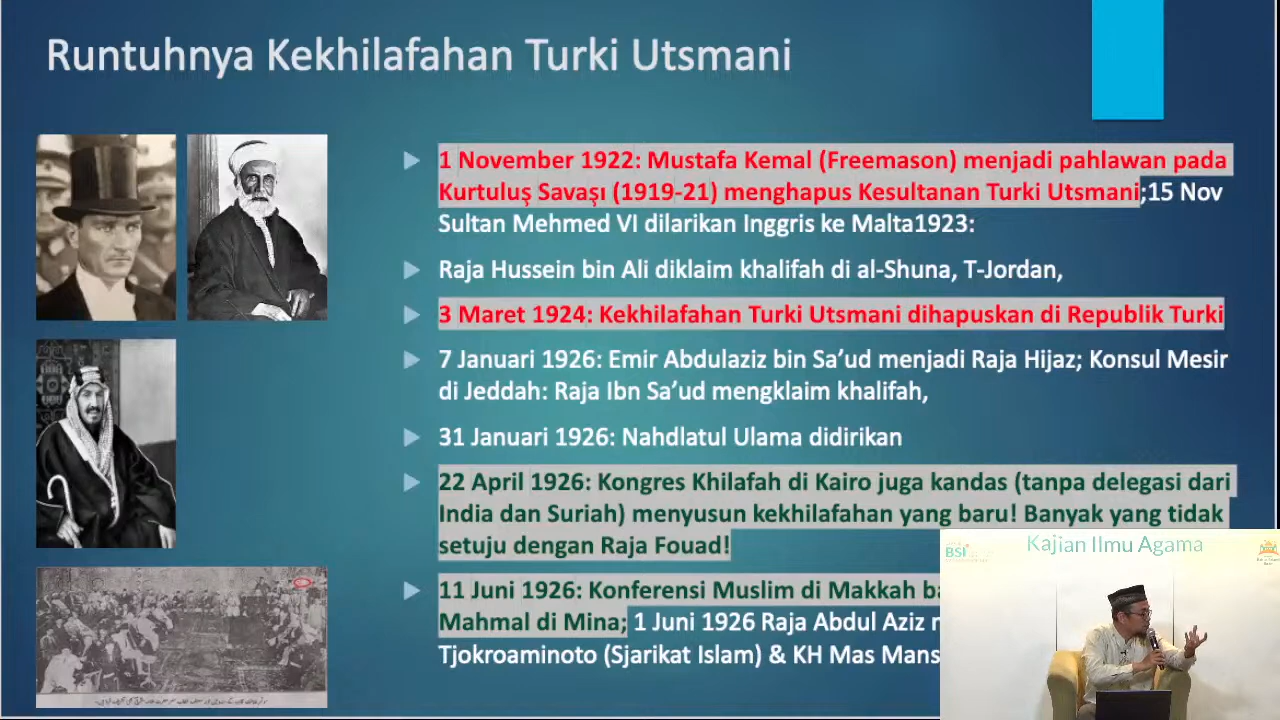 Runtuhnya Kekhilafahan Turki Utsmani
1 November 1922: Mustafa Kemal (Freemason) menjadi pahlawan pada
Kurtuluş Savaşı (1919-21) menghapus Kesultanan Turki Utsmani;15 Nov
Sultan Mehmed VI dilarikan Inggris ke Malta1923:
Raja Hussein bin Ali diklaim khalifah di al-Shuna, T-Jordan,
3 Maret 1924: Kekhilafahan Turki Utsmani dihapuskan di Republik Turki
7 Januari 1926: Emir Abdulaziz bin Sa’ud menjadi Raja Hijaz; Konsul Mesir
di Jeddah: Raja Ibn Sa’ud mengklaim khalifah,
31 Januari 1926: Nahdlatul Ulama didirikan
22 April 1926: Kongres Khilafah di Kairo juga kandas (tanpa delegasi dari
India dan Suriah) menyusun kekhilafahan yang baru! Banyak yang tidak
setuju dengan Raja Fouad!
11 Juni 1926: Konferensi Muslim di Makkah
Mahmal di Mina; 1 Juni 1926 Raja Abdul Aziz
Tjokroaminoto (Sjarikat Islam) & KH Mas
BSI
Kajian Ilmu Agama